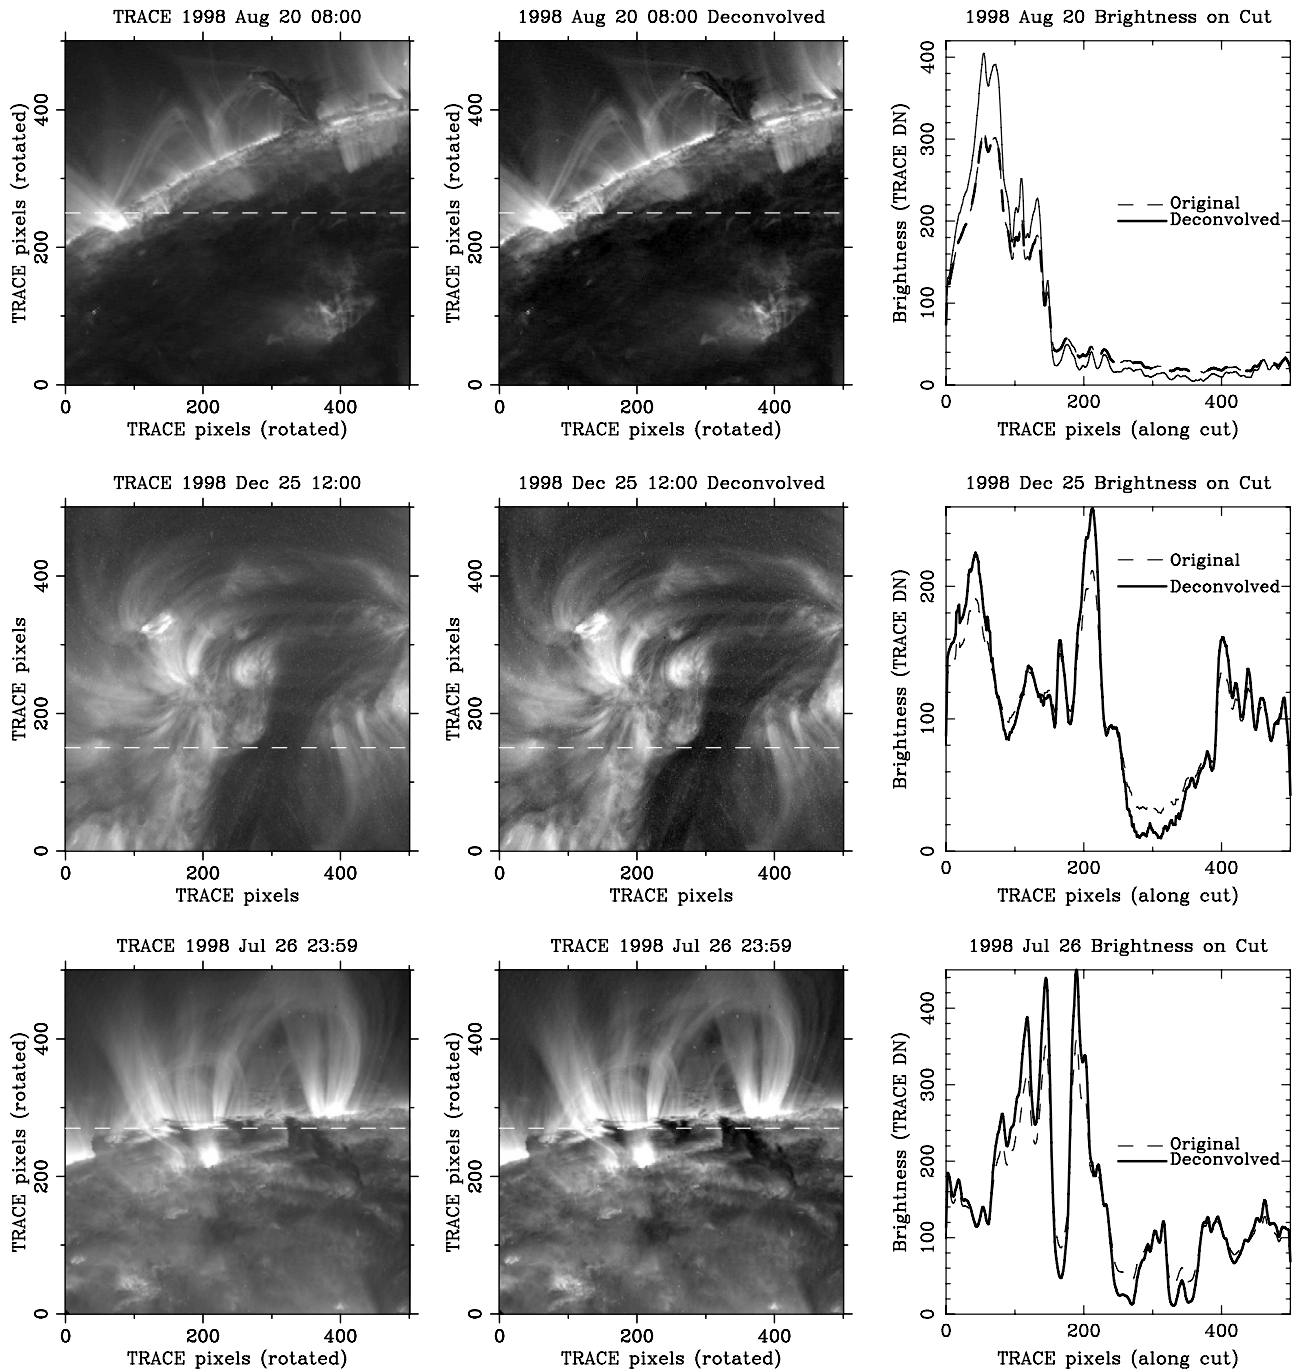 TRACE 1998 Aug 20 08:00
1998 Aug 20 08:00 Deconvolved
1998 Aug 20 Brightness on Cut
TRACE pixels (rotated)
0
200
400
0
200
400
TRACE pixels (rotated)
TRACE pixels (rotated)
0
200
400
0
200
400
TRACE pixels (rotated)
Brightness (TRACE DN)
0
100
200
300
400
Original
Deconvolved
0
200
400
TRACE pixels (along cut)
TRACE 1998 Dec 25 12:00
1998 Dec 25 12:00 Deconvolved
1998 Dec 25 Brightness on Cut
TRACE pixels
0
200
400
0
200
400
TRACE pixels
TRACE pixels
0
200
400
0
200
400
TRACE pixels
Brightness (TRACE DN)
0
100
200
Original
Deconvolved
0
200
400
TRACE pixels (along cut)
TRACE 1998 Jul 26 23:59
TRACE 1998 Jul 26 23:59
1998 Jul 26 Brightness on Cut
TRACE pixels (rotated)
0
200
400
0
200
400
TRACE pixels (rotated)
TRACE pixels (rotated)
0
200
400
0
200
400
TRACE pixels (rotated)
Brightness (TRACE DN)
0
100
200
300
400
Original
Deconvolved
0
200
400
TRACE pixels (along cut)